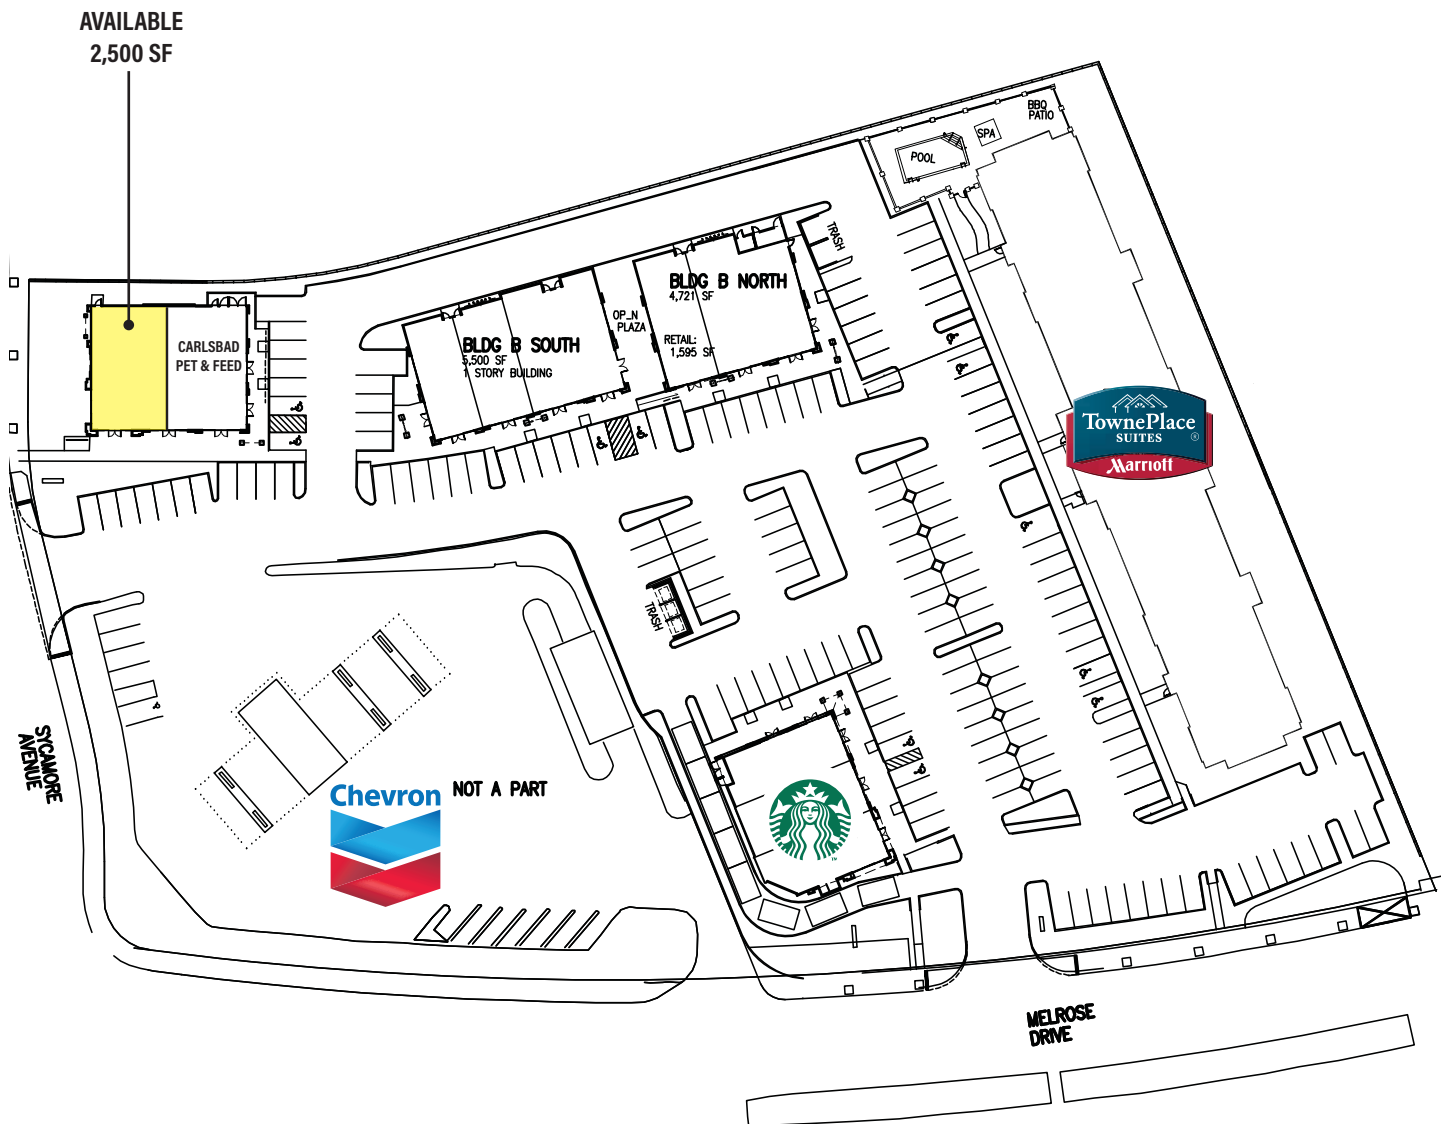 AVAILABLE
2,500 SF
BBQ
PATIO
SPA
POOL
TRASH
BLDG B NORTH
4,721 SF
OP_N
PLAZA
RETAIL:
1,595 SF
BLDG B SOUTH
5,500 SF
1 STORY BUILDING
CARLSBAD
PET & FEED
TownePlace
SUITES
®
Marriott
TRASH
SYCAMORE
AVENUE
Chevron
NOT A PART
TM
MELROSE
DRIVE